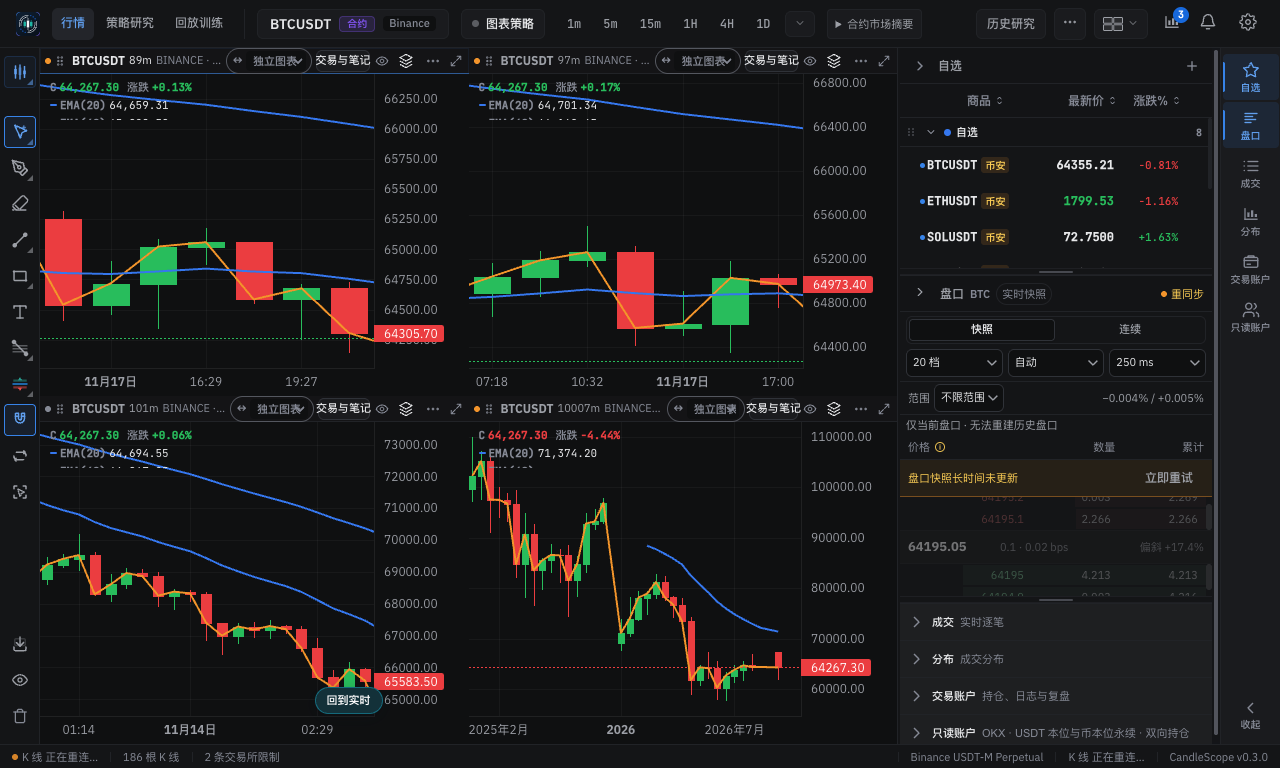 行情 策略研究 回放训练 BTCUSDT 合约 Binance 图表策略 1m 5m 15m 1H 4H 1D 合约市场摘要 历史研究 3
BTCUSDT 89m BINANCE · ... 独立图表 交易与笔记
C 64,267.30 涨跌 +0.13%
EMA(20) 64,659.31
66250.00
66000.00
65750.00
65500.00
65250.00
65000.00
64750.00
64500.00
64305.70
11月17日 16:29 19:27
BTCUSDT 97m BINANCE · ... 独立图表 交易与笔记
C 64,267.30 涨跌 +0.17%
EMA(20) 64,701.34
66800.00
66400.00
66000.00
65600.00
65200.00
64973.40
64800.00
64400.00
07:18 10:32 11月17日 17:00
BTCUSDT 101m BINANCE ·... 独立图表 交易与笔记
C 64,267.30 涨跌 +0.06%
EMA(20) 64,694.55
73000.00
72000.00
71000.00
70000.00
69000.00
68000.00
67000.00
66000.00
65583.50
65000.00
回到实时
01:14 11月14日 02:29
BTCUSDT 10007m BINANCE... 独立图表 交易与笔记
C 64,267.30 涨跌 -4.44%
EMA(20) 71,374.20
110000.00
100000.00
90000.00
80000.00
70000.00
64267.30
60000.00
2025年2月 2026 2026年7月
自选
商品 最新价 涨跌%
自选 8
BTCUSDT 币安 64355.21 -0.81%
ETHUSDT 币安 1799.53 -1.16%
SOLUSDT 币安 72.7500 +1.63%
盘口 BTC 实时快照 重同步
快照 连续
20 档 自动 250 ms
范围 不限范围 −0.004% / +0.005%
仅当前盘口 · 无法重建历史盘口
价格 数量 累计
盘口快照长时间未更新 立即重试
64195.1 2.266 2.266
64195.05 0.1 · 0.02 bps 偏斜 +17.4%
64195 4.213 4.213
成交 实时逐笔
分布 成交分布
交易账户 持仓、日志与复盘
只读账户 OKX · USDT 本位与币本位永续 · 双向持仓
自选
盘口
成交
分布
交易账户
只读账户
收起
K 线 正在重连... 186 根 K 线 2 条交易所限制 Binance USDT-M Perpetual K 线 正在重连... CandleScope v0.3.0